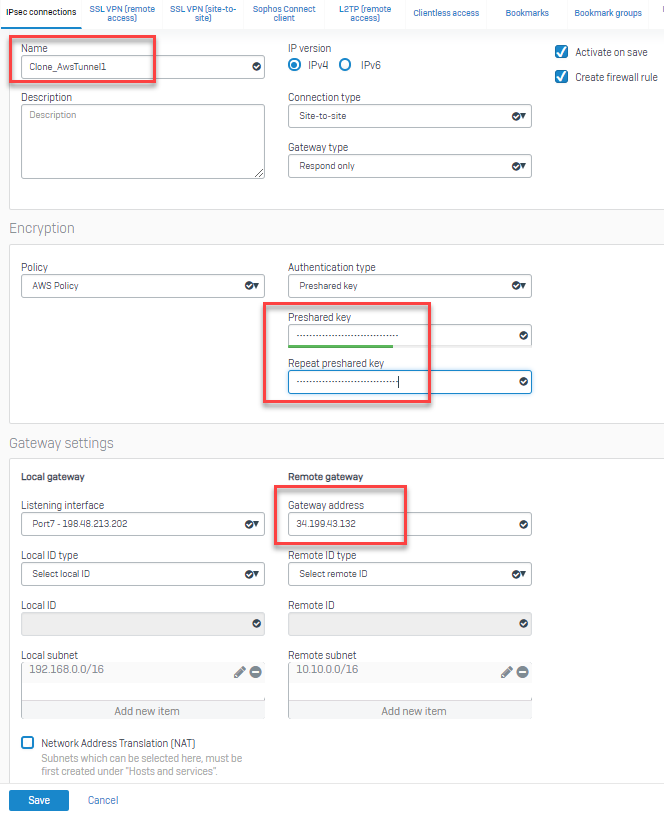 IPsec connections
SSL VPN (remote
access)
SSL VPN (site-to-
site)
Sophos Connect
client
L2TP (remote
access)
Clientless access
Bookmarks
Bookmark groups
Name
Clone_AwsTunnel1
IP version
IPv4
IPv6
Activate on save
Create firewall rule
Description
Description
Connection type
Site-to-site
Gateway type
Respond only
Encryption
Policy
AWS Policy
Authentication type
Preshared key
Preshared key
Repeat preshared key
Gateway settings
Local gateway
Remote gateway
Listening interface
Port7 - 198.48.213.202
Gateway address
34.199.43.132
Local ID type
Select local ID
Remote ID type
Select remote ID
Local ID
Remote ID
Local subnet
192.168.0.0/16
Add new item
Remote subnet
10.10.0.0/16
Add new item
Network Address Translation (NAT)
Subnets which can be selected here, must be
first created under "Hosts and services".
Save
Cancel